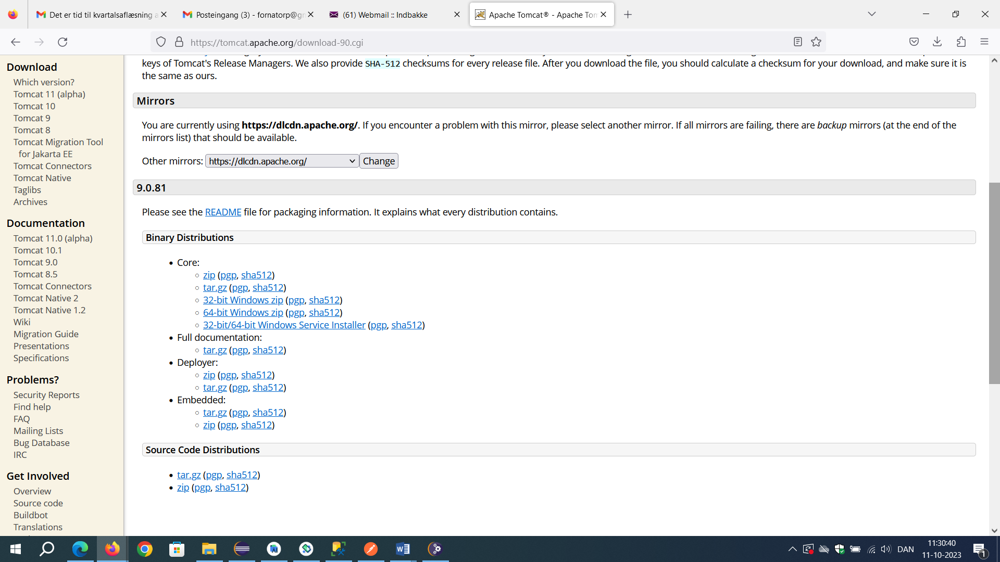 Det er tid til kvartalsaflæsning a
Posteingang (3) - fornatorp@gm
(61) Webmail :: Indbakke
Apache Tomcat® - Apache Tom
https://tomcat.apache.org/download-90.cgi
Download
Which version?
Tomcat 11 (alpha)
Tomcat 10
Tomcat 9
Tomcat 8
Tomcat Migration Tool
for Jakarta EE
Tomcat Connectors
Tomcat Native
Taglibs
Archives
Documentation
Tomcat 11.0 (alpha)
Tomcat 10.1
Tomcat 9.0
Tomcat 8.5
Tomcat Connectors
Tomcat Native 2
Tomcat Native 1.2
Wiki
Migration Guide
Presentations
Specifications
Problems?
Security Reports
Find help
FAQ
Mailing Lists
Bug Database
IRC
Get Involved
Overview
Source code
Buildbot
Translations
keys of Tomcat's Release Managers. We also provide SHA-512 checksums for every release file. After you download the file, you should calculate a checksum for your download, and make sure it is
the same as ours.
Mirrors
You are currently using https://dlcdn.apache.org/. If you encounter a problem with this mirror, please select another mirror. If all mirrors are failing, there are backup mirrors (at the end of the
mirrors list) that should be available.
Other mirrors: https://dlcdn.apache.org/ Change
9.0.81
Please see the README file for packaging information. It explains what every distribution contains.
Binary Distributions
• Core:
○ zip (pgp, sha512)
○ tar.gz (pgp, sha512)
○ 32-bit Windows zip (pgp, sha512)
○ 64-bit Windows zip (pgp, sha512)
○ 32-bit/64-bit Windows Service Installer (pgp, sha512)
• Full documentation:
○ tar.gz (pgp, sha512)
• Deployer:
○ zip (pgp, sha512)
○ tar.gz (pgp, sha512)
• Embedded:
○ tar.gz (pgp, sha512)
○ zip (pgp, sha512)
Source Code Distributions
• tar.gz (pgp, sha512)
• zip (pgp, sha512)
DAN
11:30:40
11-10-2023
1